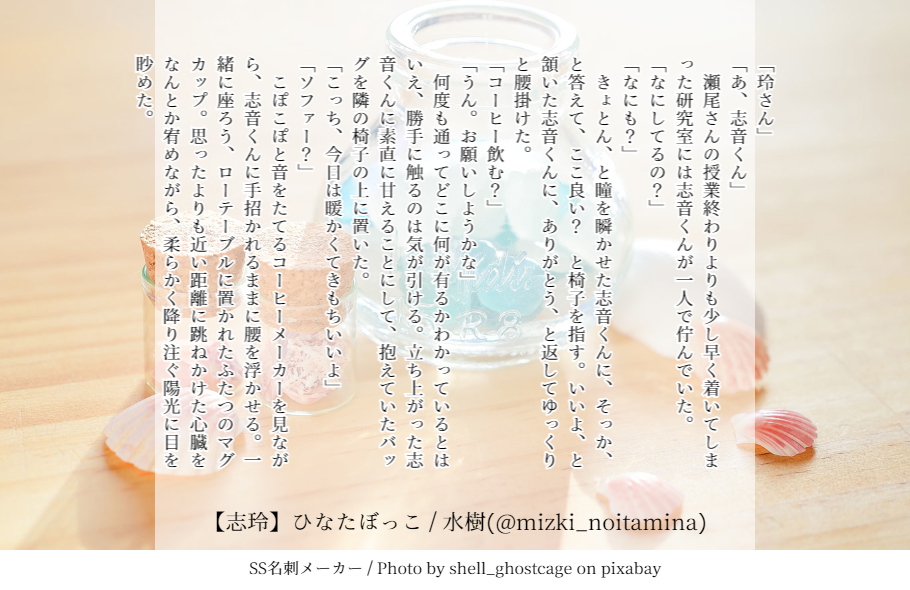 「玲さん」
「あ、志音くん」
　瀬尾さんの授業終わりよりも少し早く着いてしま
った研究室には志音くんが一人で佇んでいた。
「なにしてるの？」
「なにも？」
　きょとん、と瞳を瞬かせた志音くんに、そっか、
と答えて、ここ良い？　と椅子を指す。いいよ、と
頷いた志音くんに、ありがとう、と返してゆっくり
と腰掛けた。
「コーヒー飲む？」
「うん。お願いしようかな」
　何度も通ってどこに何が有るかわかっているとは
いえ、勝手に触るのは気が引ける。立ち上がった志
音くんに素直に甘えることにして、抱えていたバッ
グを隣の椅子の上に置いた。
「こっち、今日は暖かくてきもちいいよ」
「ソファー？」
　こぽこぽと音をたてるコーヒーメーカーを見なが
ら、志音くんに手招かれるままに腰を浮かせる。一
緒に座ろう、ローテーブルに置かれたふたつのマグ
カップ。思ったよりも近い距離に跳ねかけた心臓を
なんとか宥めながら、柔らかく降り注ぐ陽光に目を
眇めた。
【志玲】ひなたぼっこ / 水樹(@mizki_noitamina)
SS名刺メーカー / Photo by shell_ghostcage on pixabay